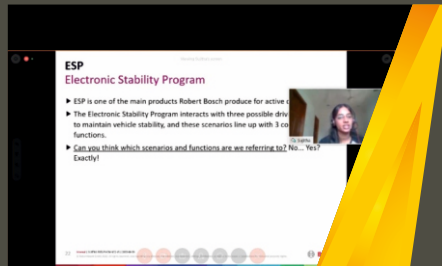 ESP
Electronic Stability Program
ESP is one of the main products Robert Bosch produce for active
The Electronic Stability Program interacts with three possible
to maintain vehicle stability, and these scenarios line up with 3
functions.
Can you think which scenarios and functions are we referring to? No... Yes?
Exactly!